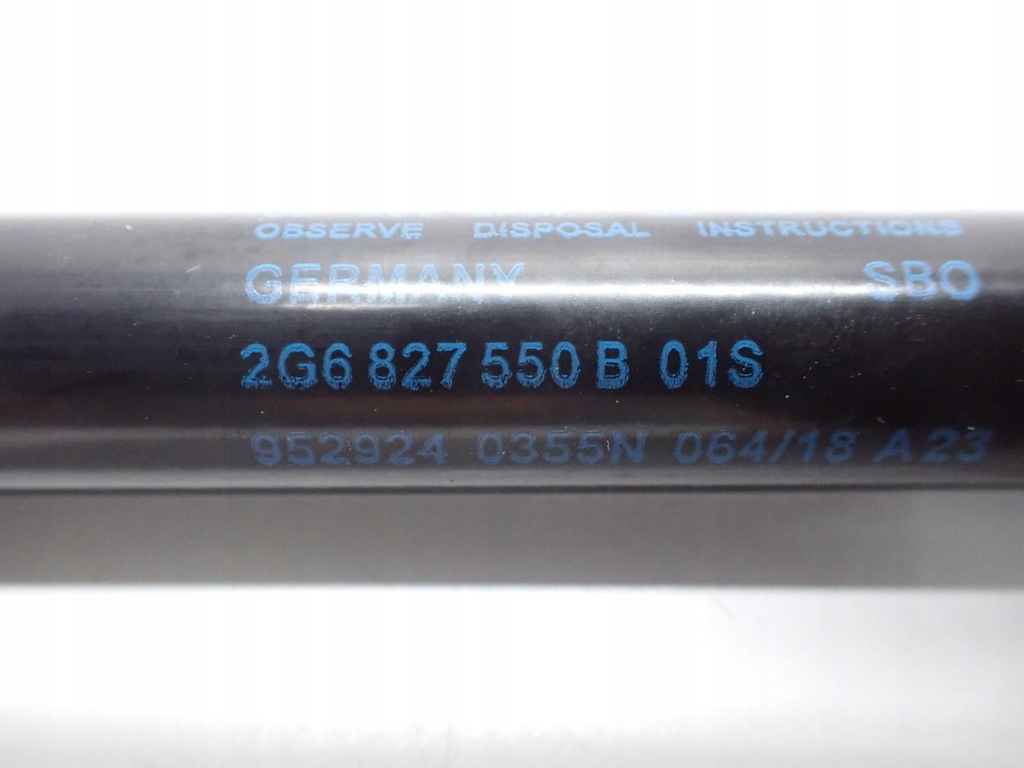 OBSERVE DISPOSAL INSTRUCTIONS
GERMANY SBO
2G6 827 550 B 01S
952924 0355N 064/18 A23